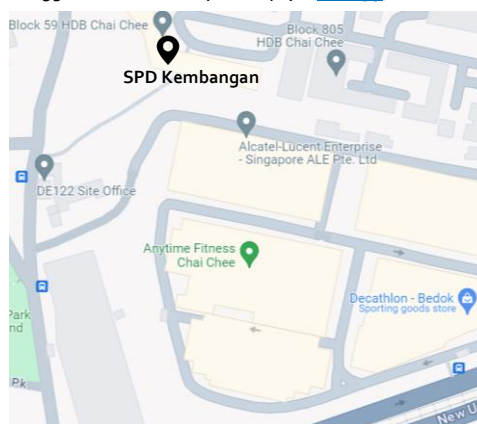 Block 59 HDB Chai Chee
Block 805
HDB Chai Chee
SPD Kembangan
Alcatel-Lucent Enterprise
- Singapore ALE Pte. Ltd
DE122 Site Office
Anytime Fitness
Chai Chee
Decathlon - Bedok
Sporting goods store
Park
nd
Pk
New U